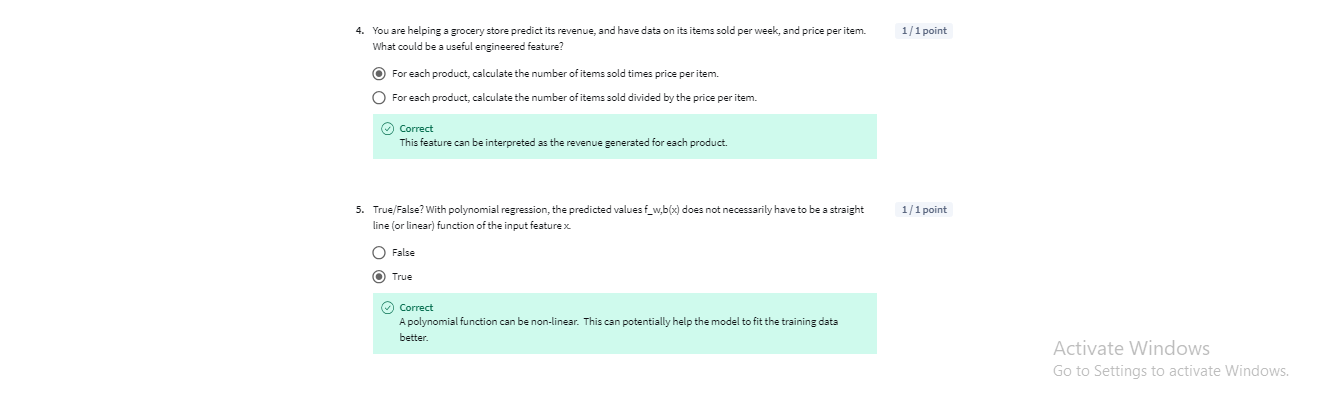 4. You are helping a grocery store predict its revenue, and have data on its items sold per week, and price per item.
What could be a useful engineered feature?
1 / 1 point
For each product, calculate the number of items sold times price per item.
For each product, calculate the number of items sold divided by the price per item.
Correct
This feature can be interpreted as the revenue generated for each product.
5. True/False? With polynomial regression, the predicted values f_w,b(x) does not necessarily have to be a straight
line (or linear) function of the input feature x.
1 / 1 point
False
True
Correct
A polynomial function can be non-linear. This can potentially help the model to fit the training data
better.
Activate Windows
Go to Settings to activate Windows.